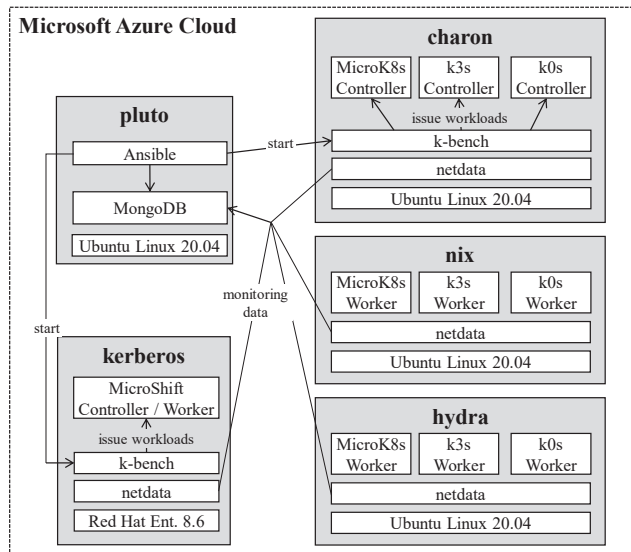 Microsoft Azure Cloud
pluto
Ansible
MongoDB
Ubuntu Linux 20.04
start
start
monitoring
data
charon
MicroK8s
Controller
k3s
Controller
k0s
Controller
issue workloads
k-bench
netdata
Ubuntu Linux 20.04
nix
MicroK8s
Worker
k3s
Worker
k0s
Worker
netdata
Ubuntu Linux 20.04
kerberos
MicroShift
Controller / Worker
issue workloads
k-bench
netdata
Red Hat Ent. 8.6
hydra
MicroK8s
Worker
k3s
Worker
k0s
Worker
netdata
Ubuntu Linux 20.04